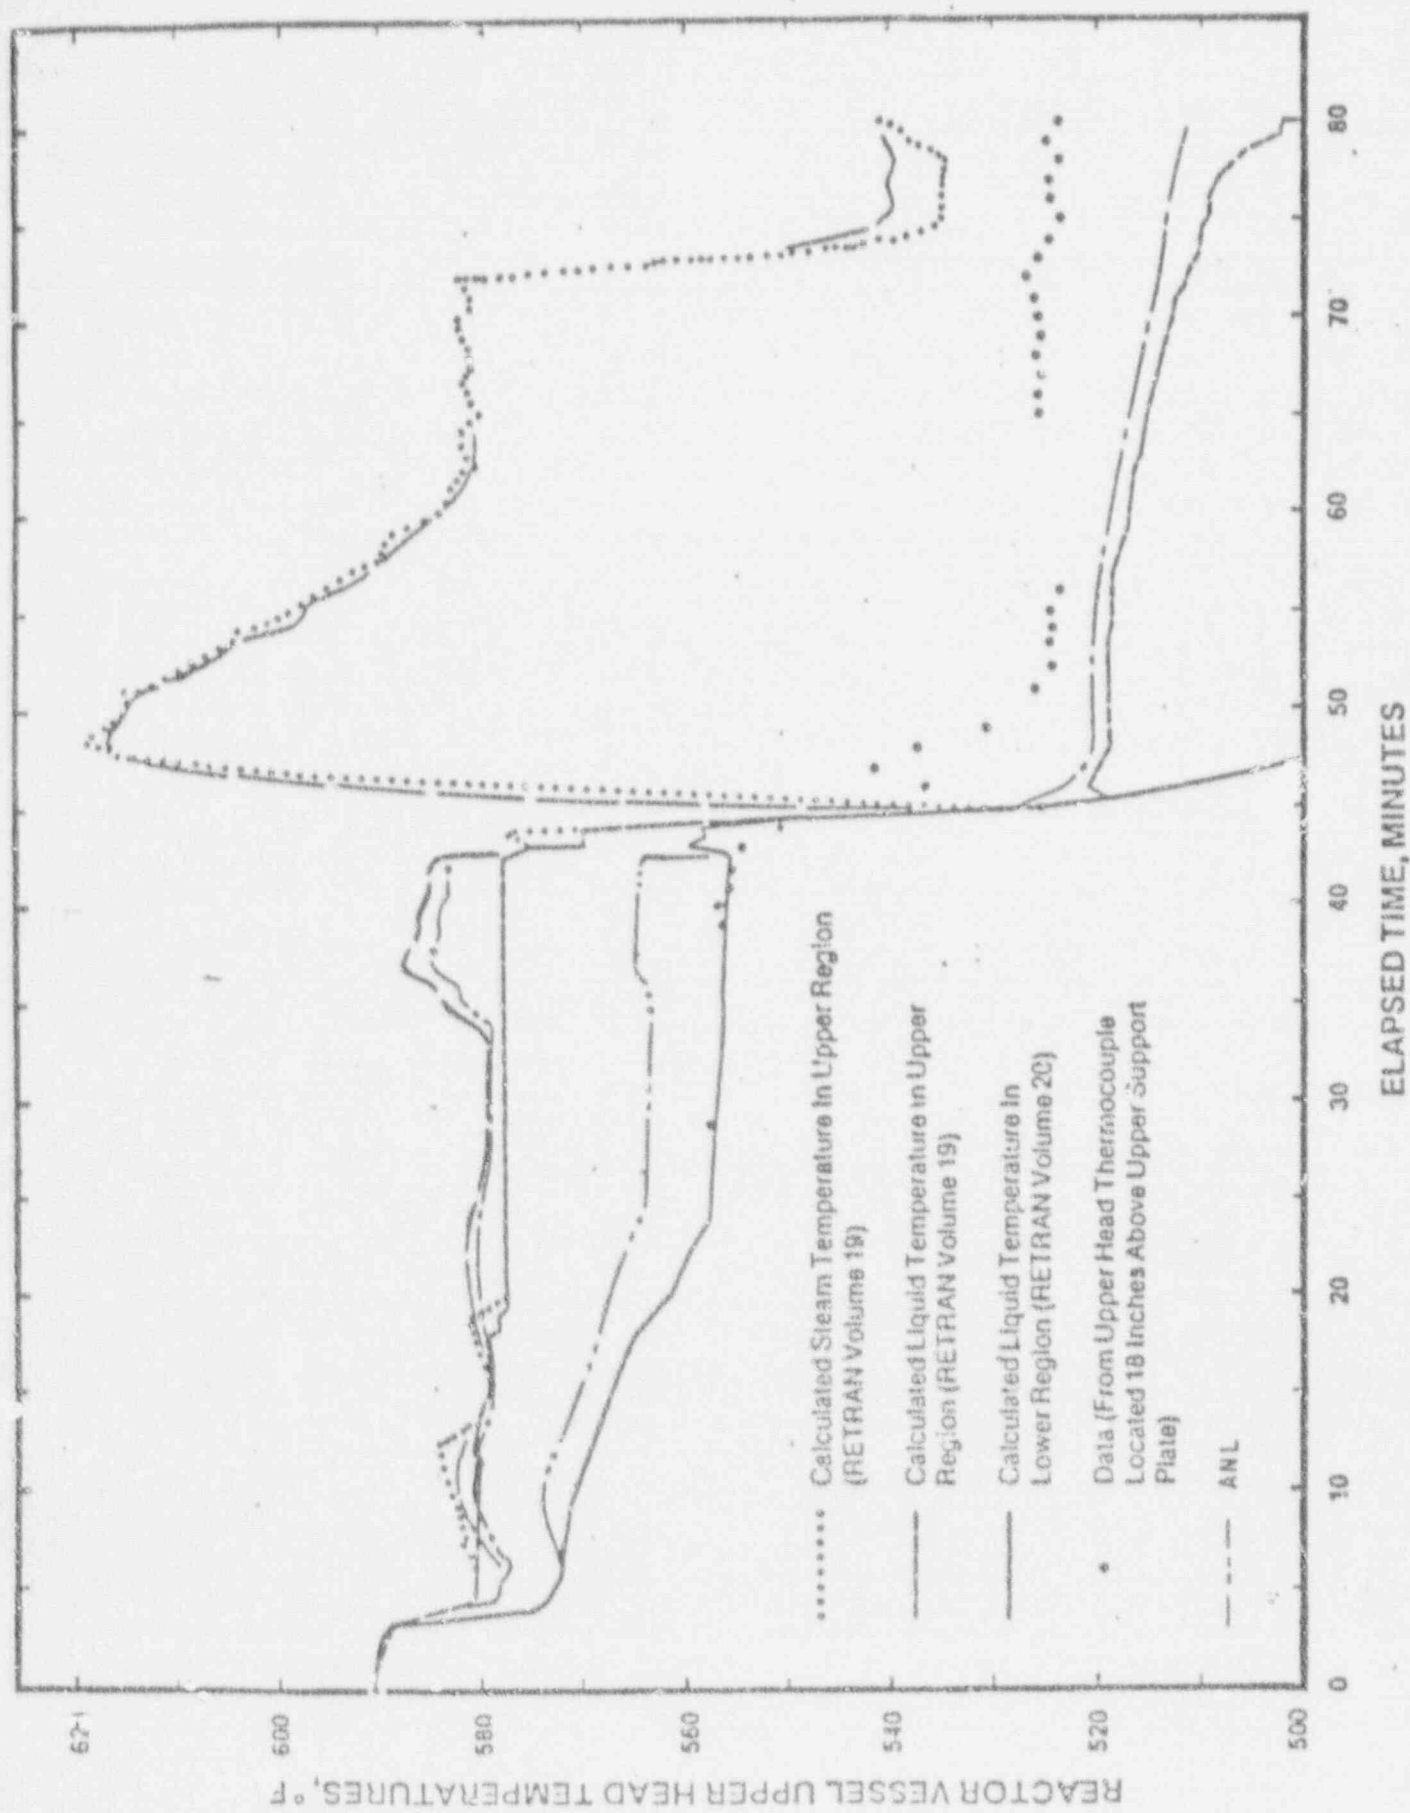 REACTOR VESSEL UPPER HEAD TEMPERATURES, °F
62
600
580
560
540
520
500
0
10
20
30
40
50
60
70
80
ELAPSED TIME, MINUTES
Calculated Steam Temperature In Upper Region
(RETRAN Volume 19)
Calculated Liquid Temperature in Upper
Region (RETRAN Volume 19)
Calculated Liquid Temperature In
Lower Region (RETRAN Volume 20)
Data (From Upper Head Thermocouple
Located 18 Inches Above Upper Support
Plate)
ANL